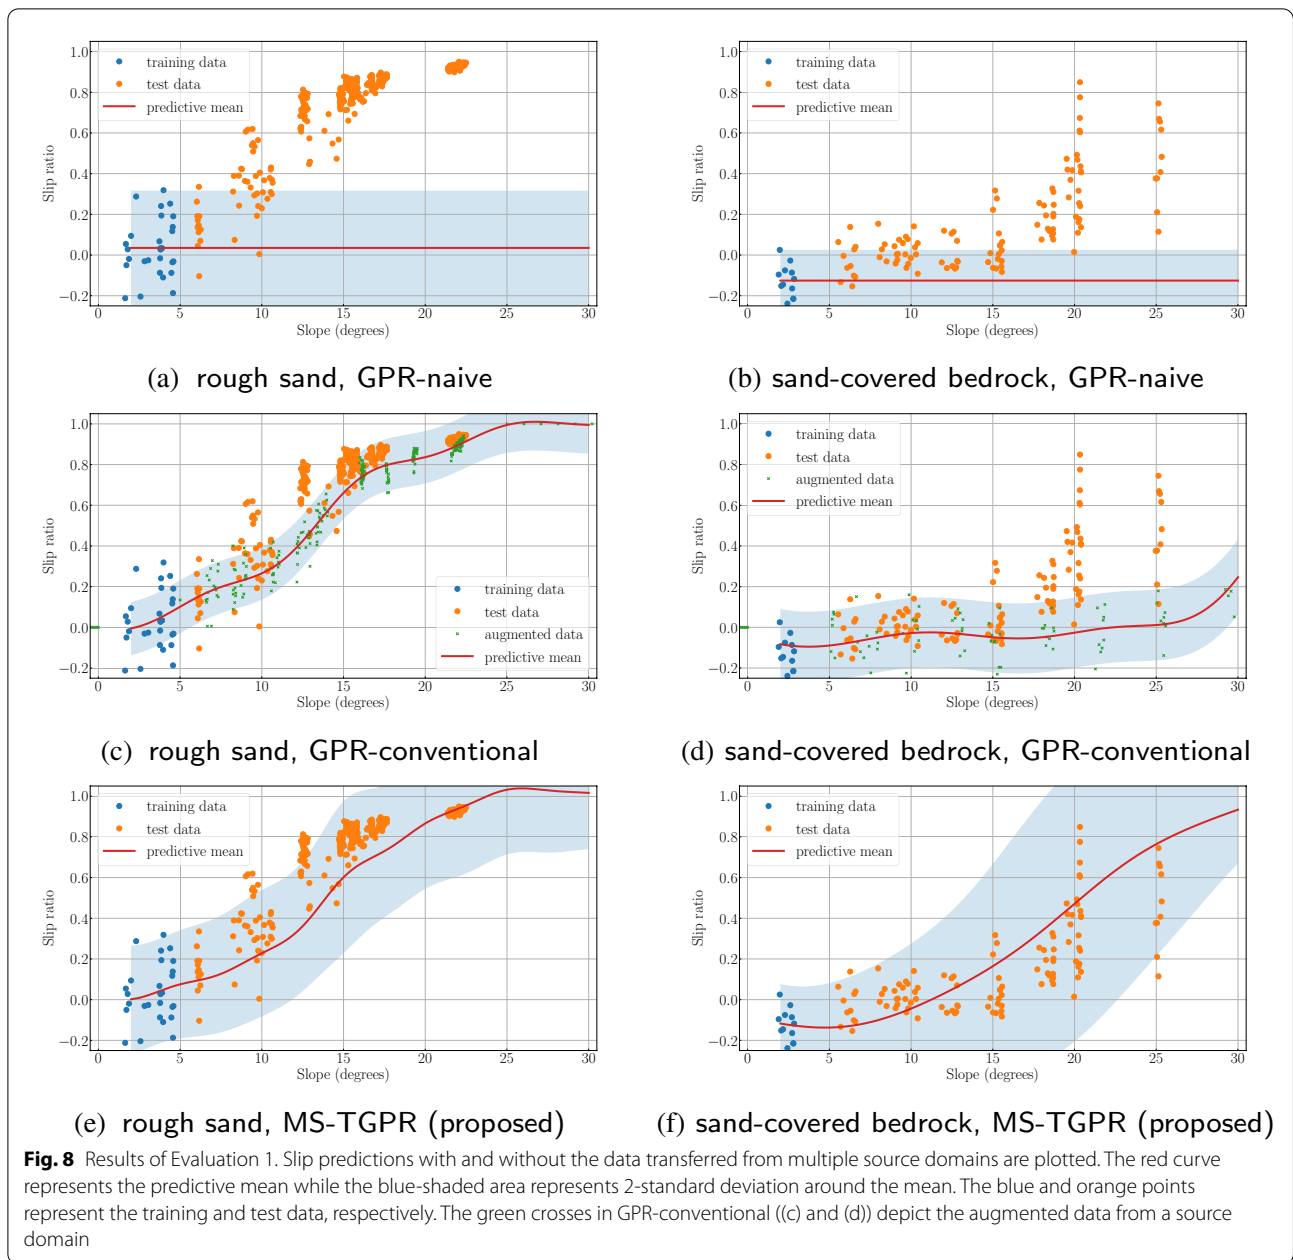 training data
test data
predictive mean
1.0
0.8
0.6
0.4
0.2
0.0
−0.2
Slip ratio
0
5
10
15
20
25
30
Slope (degrees)
(a) rough sand, GPR-naive
training data
test data
predictive mean
1.0
0.8
0.6
0.4
0.2
0.0
−0.2
Slip ratio
0
5
10
15
20
25
30
Slope (degrees)
(b) sand-covered bedrock, GPR-naive
1.0
0.8
0.6
0.4
0.2
0.0
−0.2
Slip ratio
training data
test data
augmented data
predictive mean
0
5
10
15
20
25
30
Slope (degrees)
(c) rough sand, GPR-conventional
training data
test data
augmented data
predictive mean
1.0
0.8
0.6
0.4
0.2
0.0
−0.2
Slip ratio
0
5
10
15
20
25
30
Slope (degrees)
(d) sand-covered bedrock, GPR-conventional
training data
test data
predictive mean
1.0
0.8
0.6
0.4
0.2
0.0
−0.2
Slip ratio
0
5
10
15
20
25
30
Slope (degrees)
(e) rough sand, MS-TGPR (proposed)
training data
test data
predictive mean
1.0
0.8
0.6
0.4
0.2
0.0
−0.2
Slip ratio
0
5
10
15
20
25
30
Slope (degrees)
(f) sand-covered bedrock, MS-TGPR (proposed)
Fig. 8 Results of Evaluation 1. Slip predictions with and without the data transferred from multiple source domains are plotted. The red curve
represents the predictive mean while the blue-shaded area represents 2-standard deviation around the mean. The blue and orange points
represent the training and test data, respectively. The green crosses in GPR-conventional ((c) and (d)) depict the augmented data from a source
domain